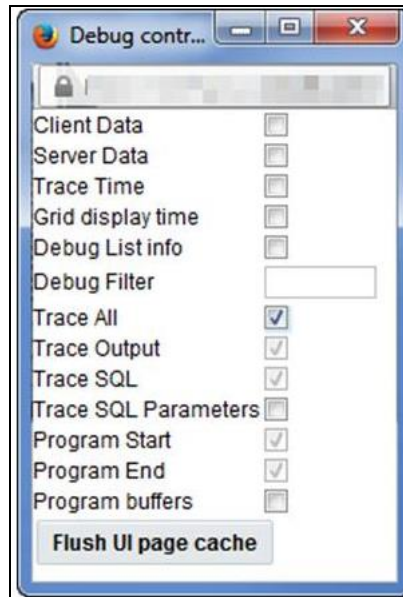 Debug contr...
Client Data
Server Data
Trace Time
Grid display time
Debug List info
Debug Filter
Trace All
Trace Output
Trace SQL
Trace SQL Parameters
Program Start
Program End
Program buffers
Flush UI page cache